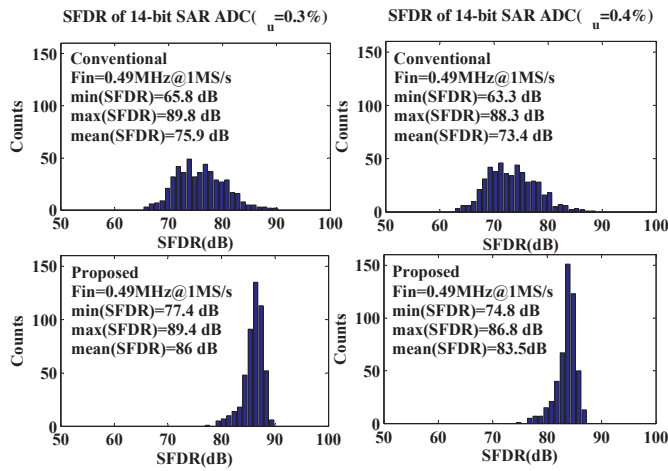 SFDR of 14-bit SAR ADC( u=0.3%)
150
100
50
0
Counts
Conventional
Fin=0.49MHz@1MS/s
min(SFDR)=65.8 dB
max(SFDR)=89.8 dB
mean(SFDR)=75.9 dB
50 60 70 80 90 100
SFDR(dB)
SFDR of 14-bit SAR ADC( u=0.4%)
150
100
50
0
Counts
Conventional
Fin=0.49MHz@1MS/s
min(SFDR)=63.3 dB
max(SFDR)=88.3 dB
mean(SFDR)=73.4 dB
50 60 70 80 90 100
SFDR(dB)
150
100
50
0
Counts
Proposed
Fin=0.49MHz@1MS/s
min(SFDR)=77.4 dB
max(SFDR)=89.4 dB
mean(SFDR)=86 dB
50 60 70 80 90 100
SFDR(dB)
150
100
50
0
Counts
Proposed
Fin=0.49MHz@1MS/s
min(SFDR)=74.8 dB
max(SFDR)=86.8 dB
mean(SFDR)=83.5dB
50 60 70 80 90 100
SFDR(dB)